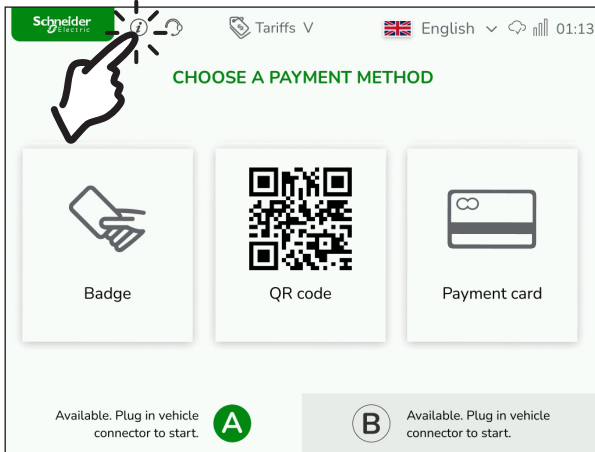 Schneider
Electric
i
Tariffs V
English
01:13
CHOOSE A PAYMENT METHOD
Badge
QR code
Payment card
Available. Plug in vehicle
connector to start.
A
B
Available. Plug in vehicle
connector to start.